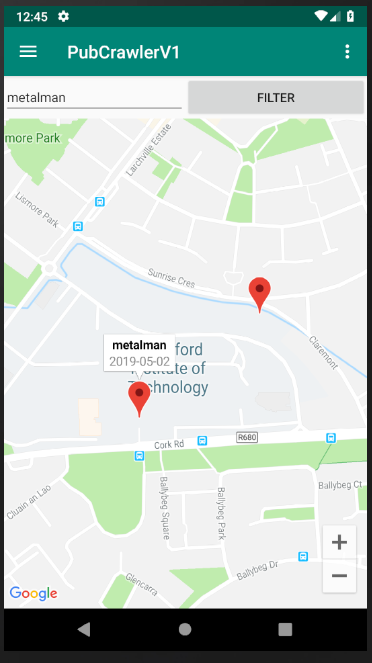 12:45
PubCrawlerV1
metalman
FILTER
more Park
Larchville Estate
Lismore Park
Sunrise Cres
Claremont
metalman
2019-05-02
ford
Institute of
Technology
Cork Rd
R680
Ballybeg Ct
Cluain an Lao
Ballybeg Square
Ballybeg Park
Ballybeg Dr
Glencarra
+
−
Google